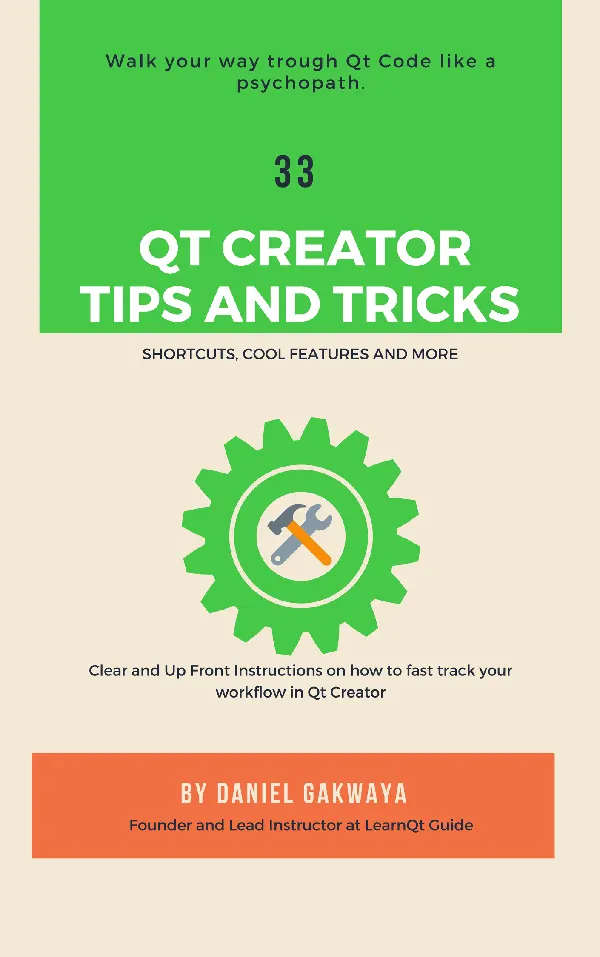 Walk your way trough Qt Code like a
psychopath.
33
QT CREATOR
TIPS AND TRICKS
SHORTCUTS, COOL FEATURES AND MORE
Clear and Up Front Instructions on how to fast track your
workflow in Qt Creator
BY DANIEL GAKWAYA
Founder and Lead Instructor at LearnQt Guide